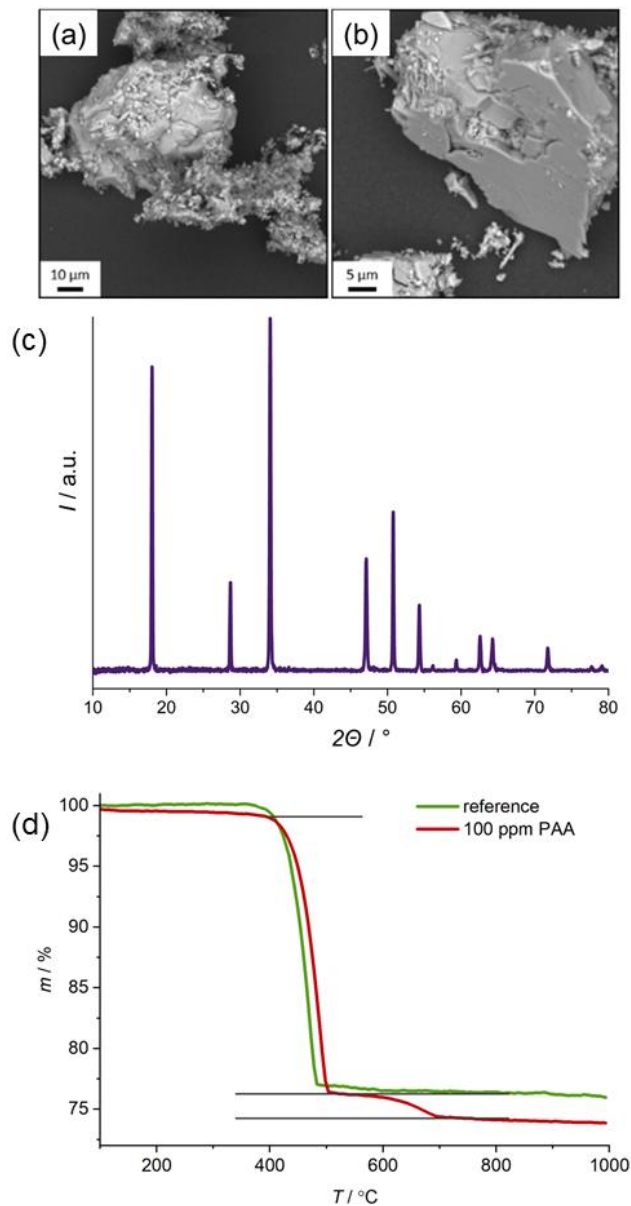 (a)
(b)
10 µm
5 µm
(c)
I / a.u.
10 20 30 40 50 60 70 80
2Θ / °
(d)
reference
100 ppm PAA
100
95
90
85
80
75
m / %
200 400 600 800 1000
T / °C